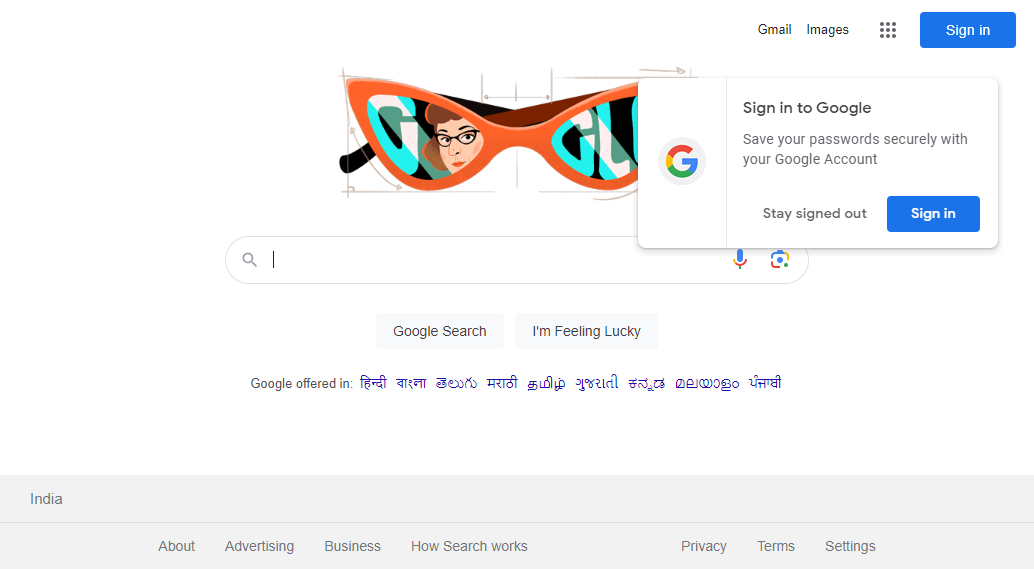 Gmail Images Sign in
Sign in to Google
Save your passwords securely with
your Google Account
Stay signed out Sign in
Google Search I'm Feeling Lucky
Google offered in: हिन्दी বাংলা తెలుగు मराठी தமிழ் ગુજરાતી ಕನ್ನಡ മലയാളം ਪੰਜਾਬੀ
India
About Advertising Business How Search works Privacy Terms Settings